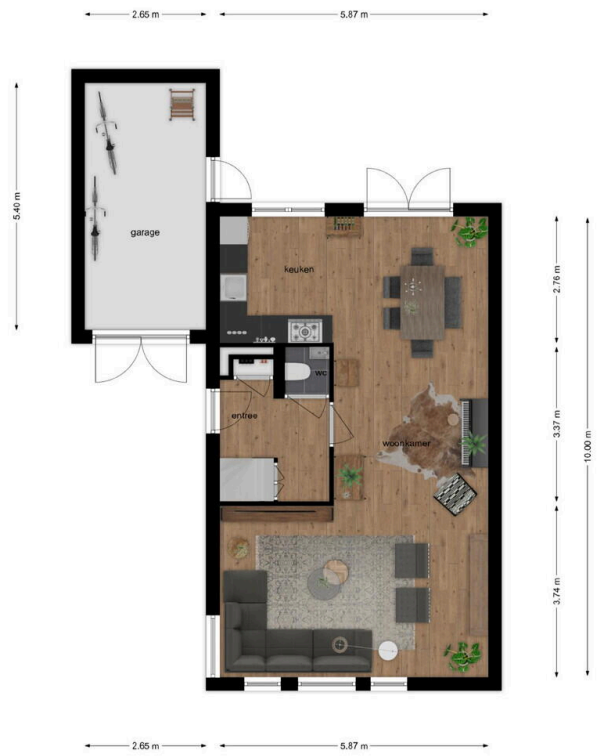 2.65 m
5.87 m
5.40 m
garage
keuken
2.76 m
wc
entree
woonkamer
3.37 m
10.00 m
3.74 m
2.65 m
5.87 m